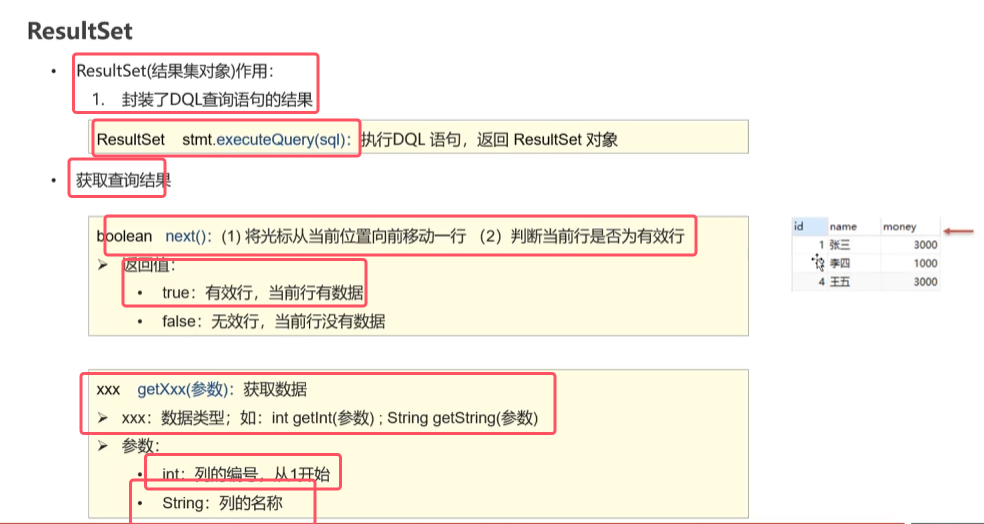 ResultSet
• ResultSet(结果集对象)作用：
1. 封装了DQL查询语句的结果
ResultSet stmt.executeQuery(sql)：执行DQL 语句，返回 ResultSet 对象
• 获取查询结果
boolean next()：(1) 将光标从当前位置向前移动一行 （2）判断当前行是否为有效行
➢ 返回值：
• true：有效行，当前行有数据
• false：无效行，当前行没有数据
id name money
1 张三 3000
李四 1000
4 王五 3000
xxx getXxx(参数)：获取数据
➢ xxx：数据类型；如：int getInt(参数) ; String getString(参数)
➢ 参数：
• int：列的编号，从1开始
• String：列的名称